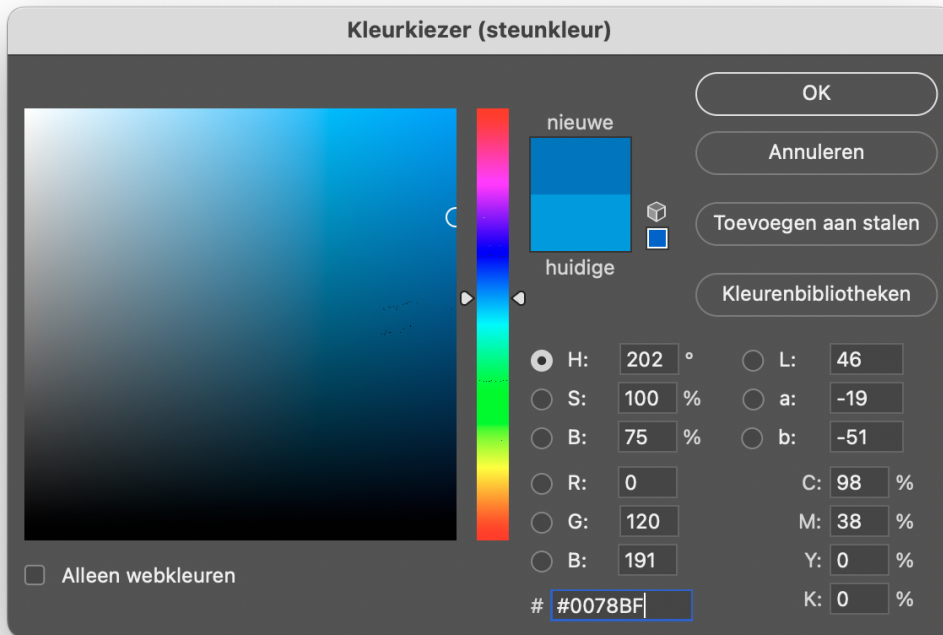 Kleurkiezer (steunkleur)
OK
nieuwe
Annuleren
Toevoegen aan stalen
huidige
Kleurenbibliotheken
H: 202 °
L: 46
S: 100 %
a: -19
B: 75 %
b: -51
R: 0
C: 98 %
G: 120
M: 38 %
B: 191
Y: 0 %
Alleen webkleuren
# #0078BF
K: 0 %